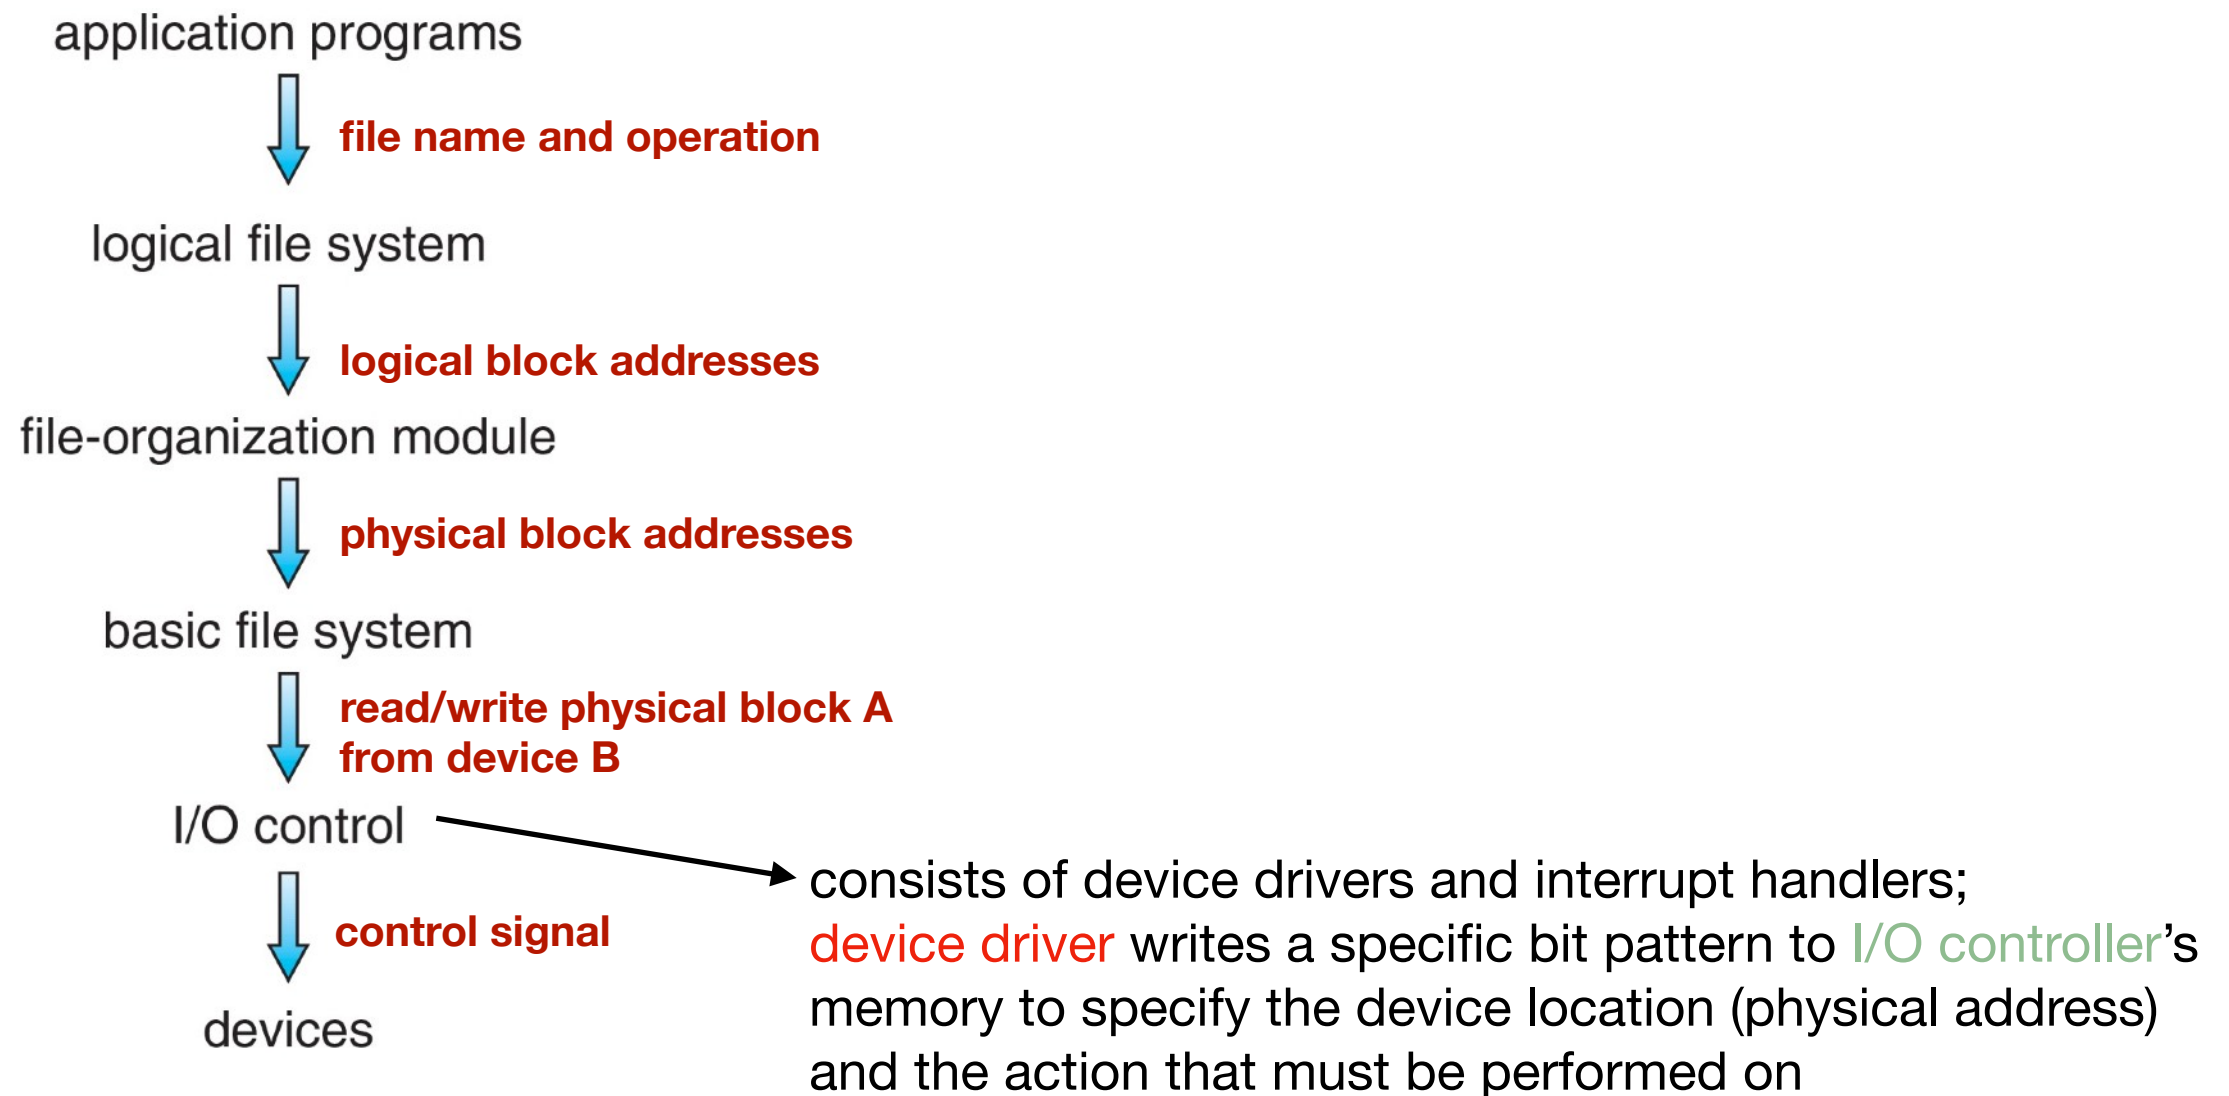 application programs
file name and operation
logical file system
logical block addresses
file-organization module
physical block addresses
basic file system
read/write physical block A
from device B
I/O control
consists of device drivers and interrupt handlers;
device driver writes a specific bit pattern to I/O controller’s
memory to specify the device location (physical address)
and the action that must be performed on
control signal
devices